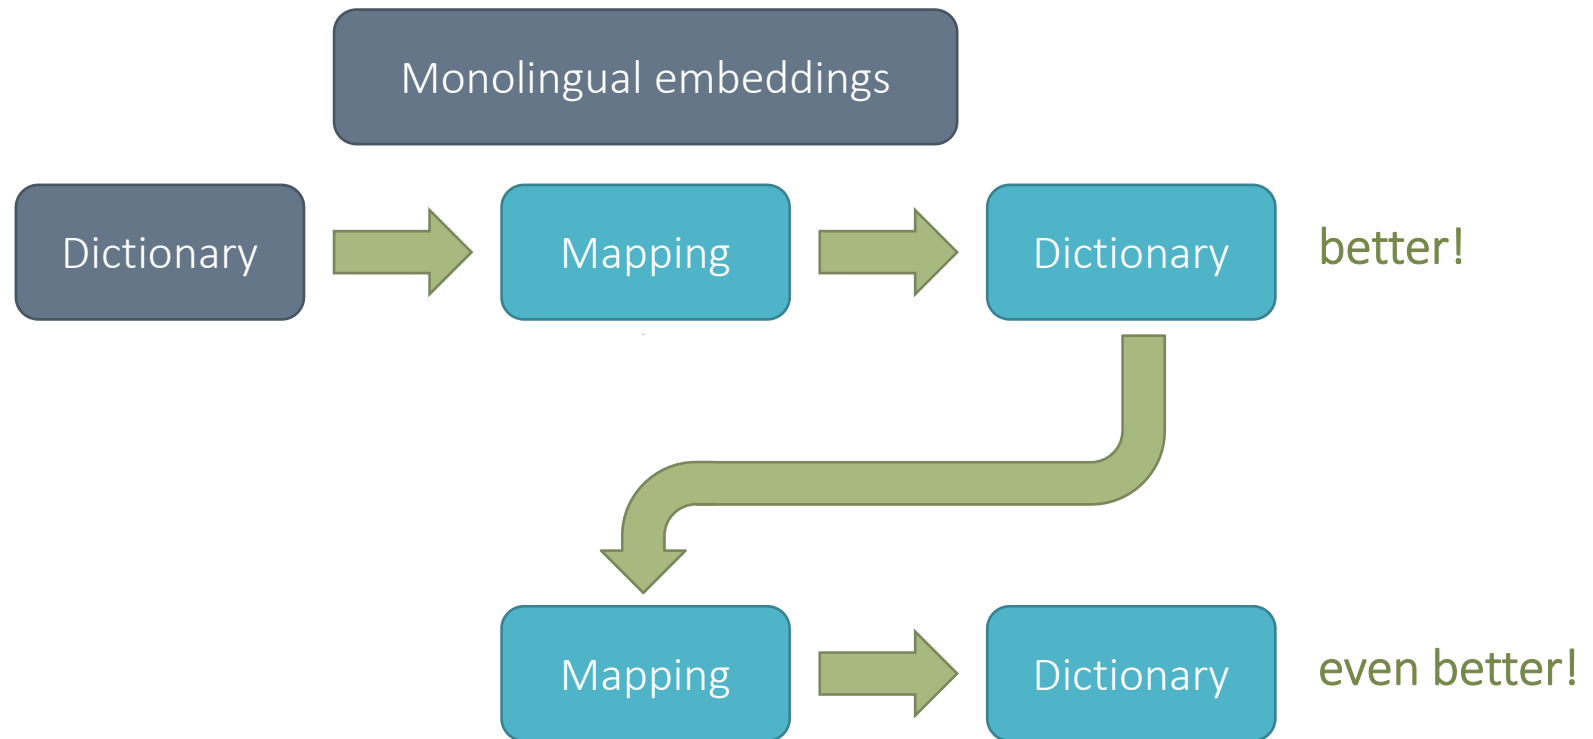 Monolingual embeddings
Dictionary
Mapping
Dictionary
better!
Mapping
Dictionary
even better!